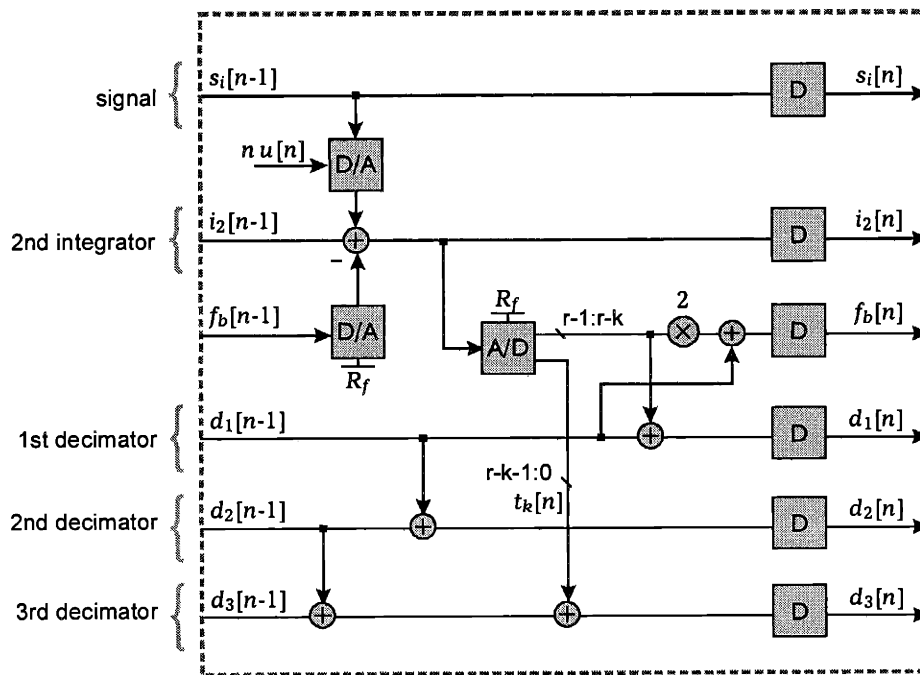 signal
s_i[n-1]
D
s_i[n]
n u[n]
D/A
2nd integrator
i_2[n-1]
+
−
D
i_2[n]
f_b[n-1]
D/A
R_f
R_f
A/D
r-1:r-k
2
×
+
D
f_b[n]
1st decimator
d_1[n-1]
+
D
d_1[n]
r-k-1:0
t_k[n]
2nd decimator
d_2[n-1]
+
D
d_2[n]
3rd decimator
d_3[n-1]
+
+
D
d_3[n]